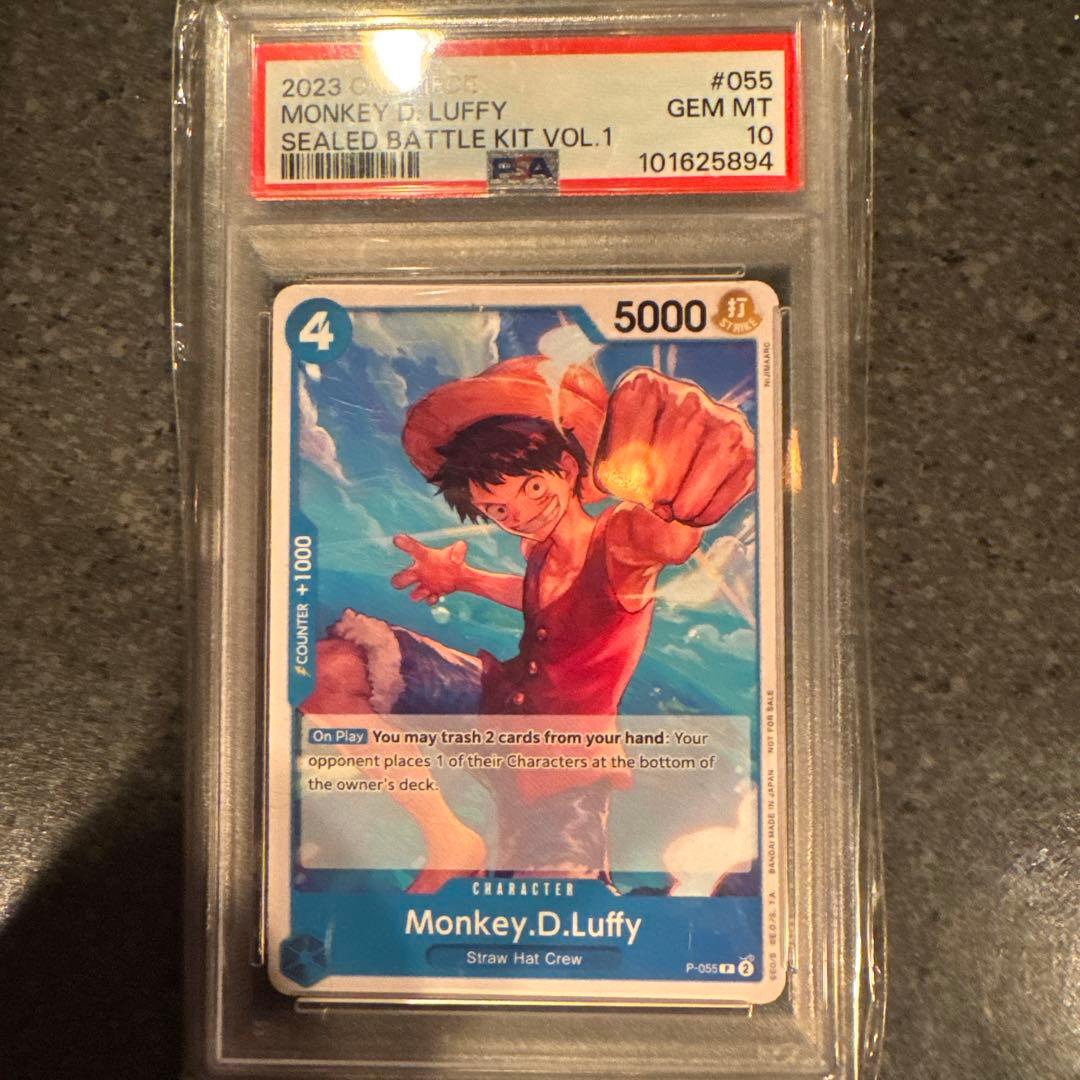 2023 ONE PIECE #055
MONKEY D. LUFFY GEM MT
SEALED BATTLE KIT VOL.1 10
PSA 101625894
4 5000 打
STRIKE
NIJIMAARC
COUNTER +1000
On Play You may trash 2 cards from your hand: Your
opponent places 1 of their Characters at the bottom of
the owner's deck.
CHARACTER
Monkey.D.Luffy
Straw Hat Crew
P-055 P 2
©E.O./S., T.A. BANDAI MADE IN JAPAN NOT FOR SALE